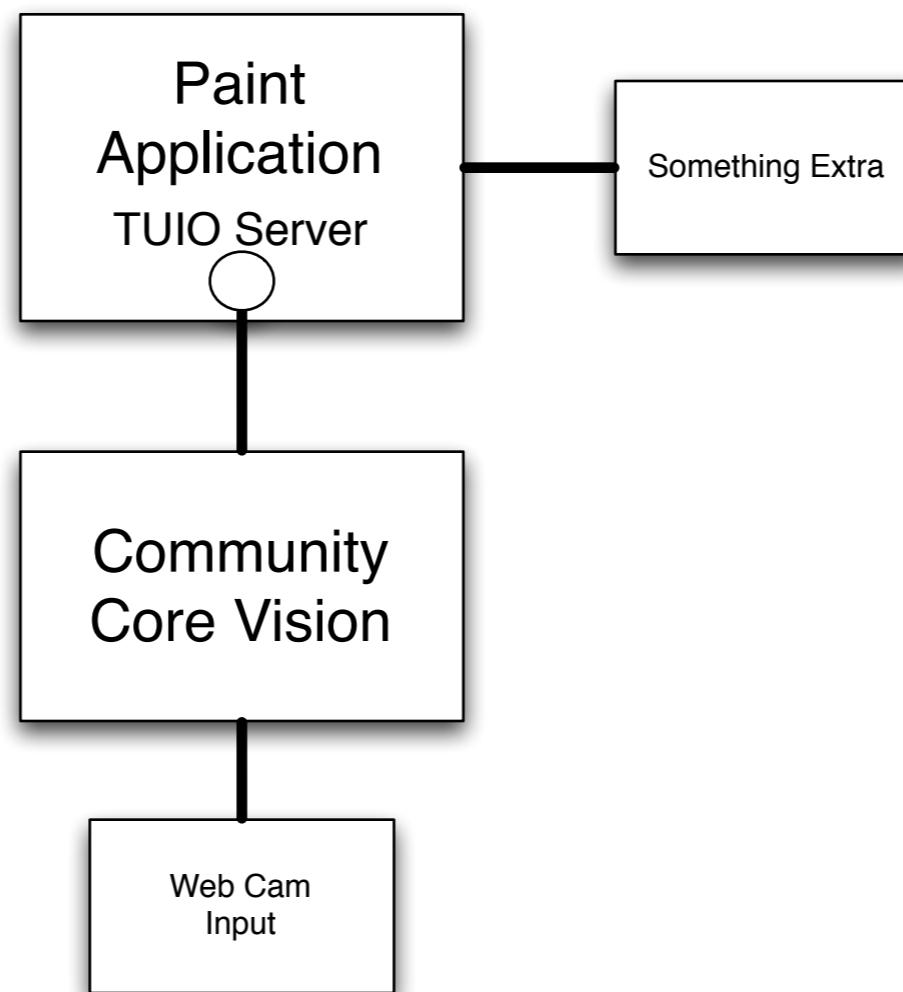 Paint
Application
TUIO Server
Something Extra
Community
Core Vision
Web Cam
Input